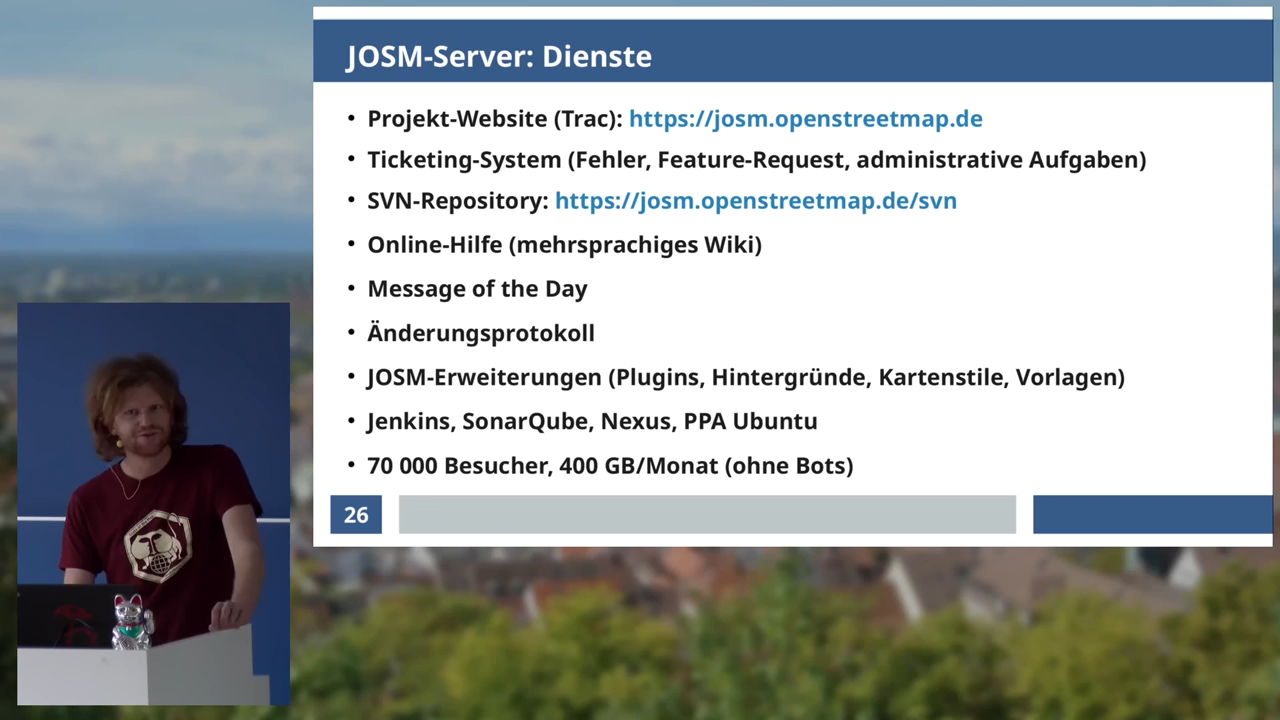 JOSM-Server: Dienste
• Projekt-Website (Trac): https://josm.openstreetmap.de
• Ticketing-System (Fehler, Feature-Request, administrative Aufgaben)
• SVN-Repository: https://josm.openstreetmap.de/svn
• Online-Hilfe (mehrsprachiges Wiki)
• Message of the Day
• Änderungsprotokoll
• JOSM-Erweiterungen (Plugins, Hintergründe, Kartenstile, Vorlagen)
• Jenkins, SonarQube, Nexus, PPA Ubuntu
• 70 000 Besucher, 400 GB/Monat (ohne Bots)
26